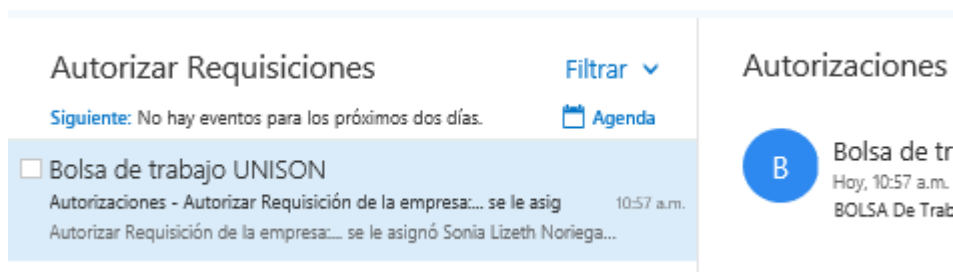 Autorizar Requisiciones
Filtrar
Siguiente: No hay eventos para los próximos dos días.
Agenda
Bolsa de trabajo UNISON
Autorizaciones - Autorizar Requisición de la empresa:... se le asig
10:57 a.m.
Autorizar Requisición de la empresa:... se le asignó Sonia Lizeth Noriega...
Autorizaciones
B
Bolsa de tr
Hoy, 10:57 a.m.
BOLSA De Trab